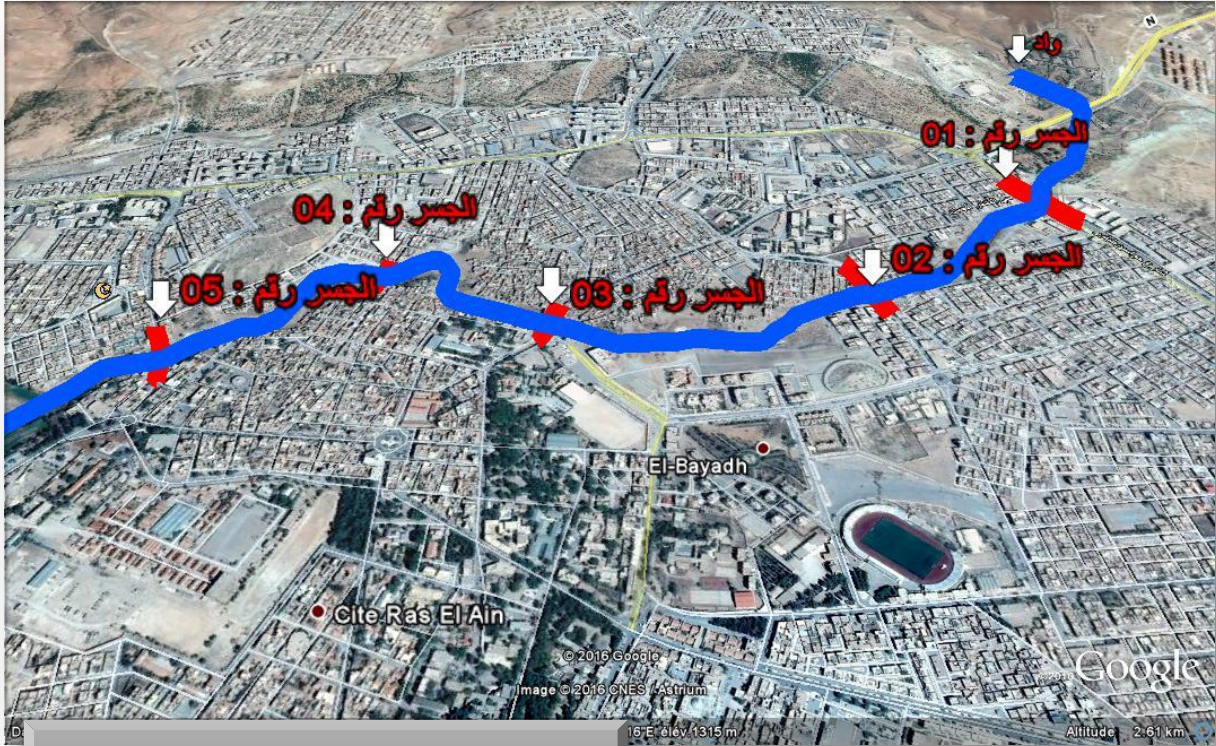 N
واد
الجسر رقم : 01
الجسر رقم : 04
الجسر رقم : 02
الجسر رقم : 05
الجسر رقم : 03
El-Bayadh
Cite Ras El Ain
© 2016 Google
Google
Image © 2016 CNES / Astrium
16 E élév. 1315 m
Altitude 2.61 km